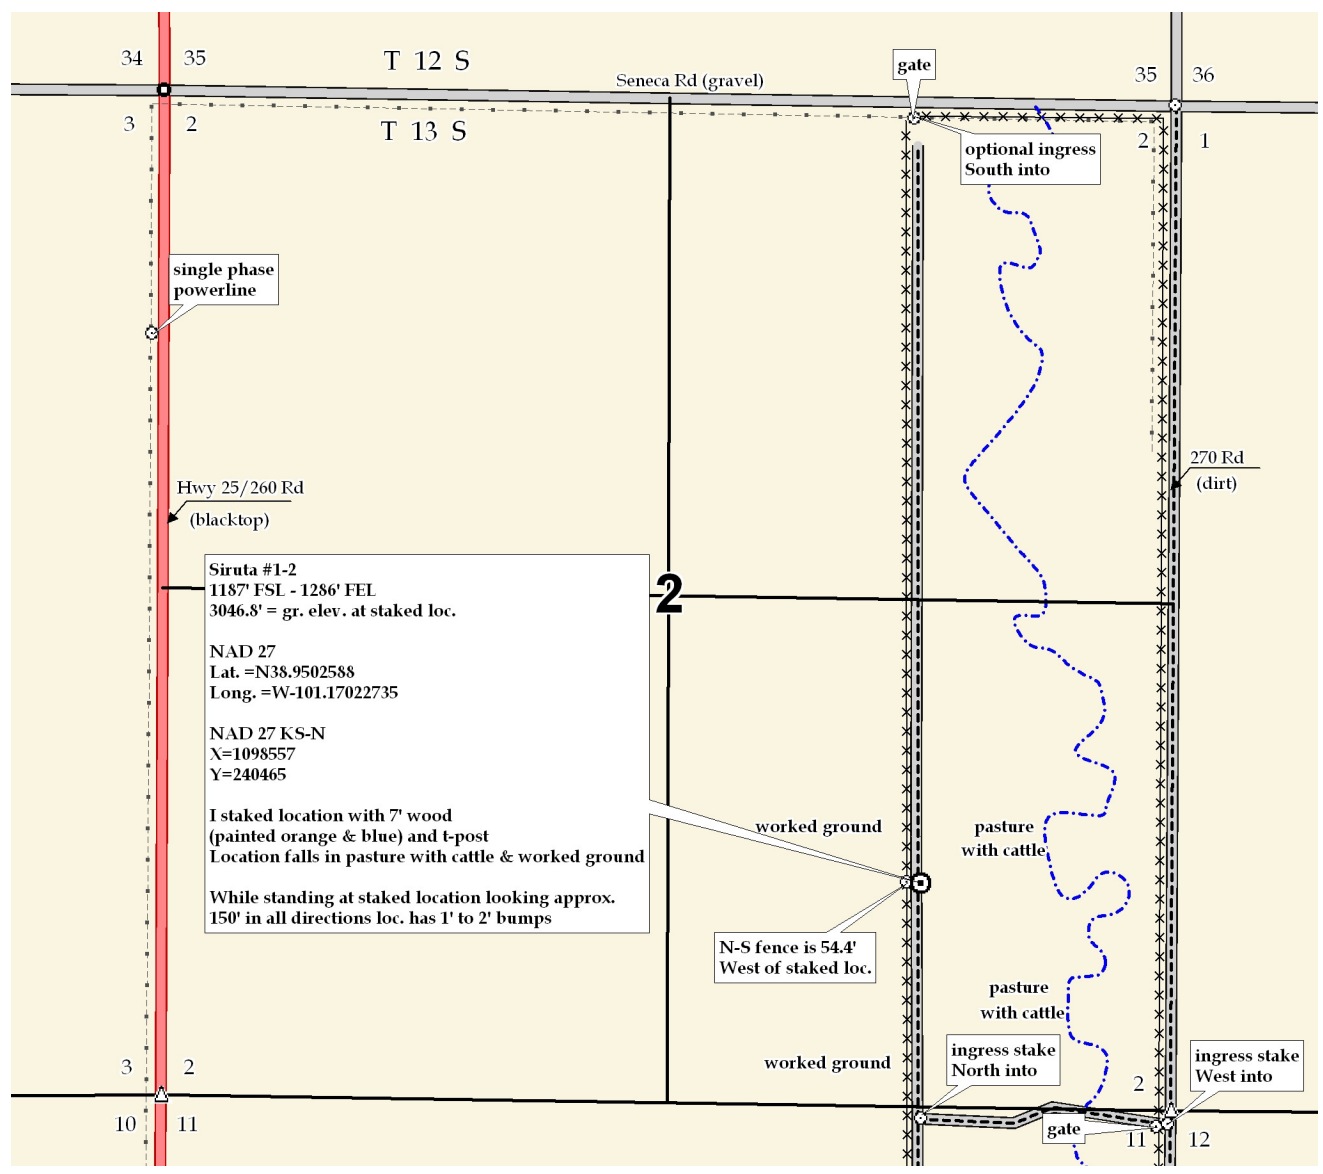 34
35
T 12 S
35
36
gate
Seneca Rd (gravel)
3
2
T 13 S
2
1
optional ingress
South into
single phase
powerline
270 Rd
(dirt)
Hwy 25/260 Rd
(blacktop)
2
Siruta #1-2
1187' FSL - 1286' FEL
3046.8' = gr. elev. at staked loc.
NAD 27
Lat. =N38.9502588
Long. =W-101.17022735
NAD 27 KS-N
X=1098557
Y=240465
I staked location with 7' wood
(painted orange & blue) and t-post
Location falls in pasture with cattle & worked ground
While standing at staked location looking approx.
150' in all directions loc. has 1' to 2' bumps
worked ground
pasture
with cattle
N-S fence is 54.4'
West of staked loc.
pasture
with cattle
worked ground
ingress stake
North into
ingress stake
West into
3
2
2
10
11
gate
11
12